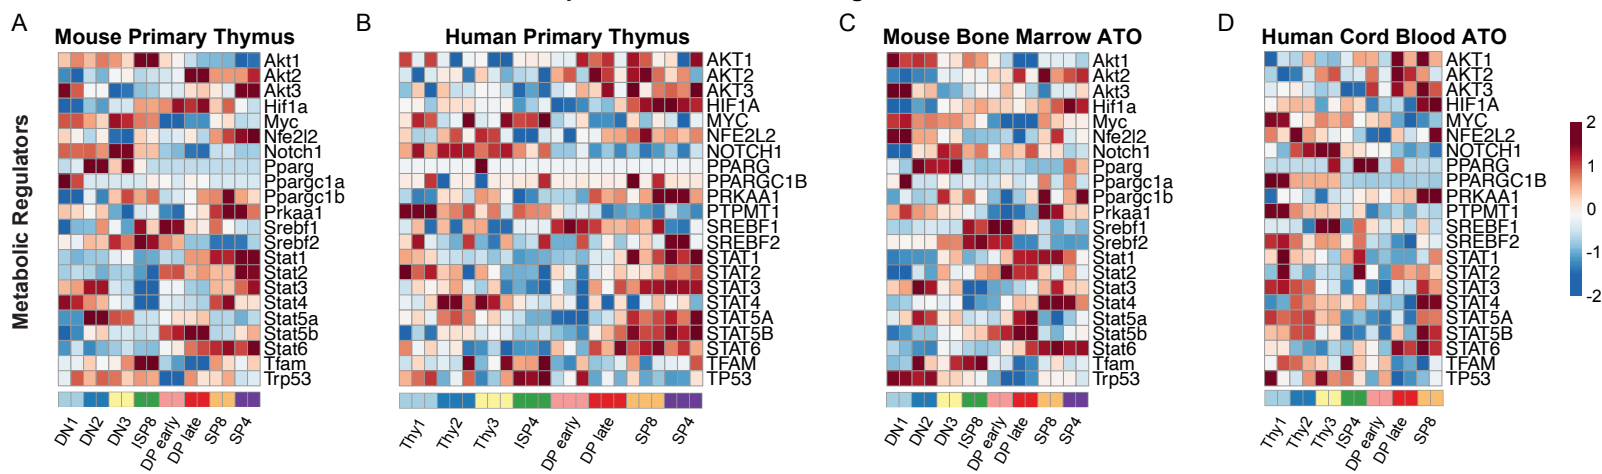 A
Mouse Primary Thymus
Metabolic Regulators
Akt1
Akt2
Akt3
Hif1a
Myc
Nfe2l2
Notch1
Pparg
Ppargc1a
Ppargc1b
Prkaa1
Srebf1
Srebf2
Stat1
Stat2
Stat3
Stat4
Stat5a
Stat5b
Stat6
Tfam
Trp53
DN1
DN2
DN3
ISP8
DP early
DP late
SP8
SP4
B
Human Primary Thymus
AKT1
AKT2
AKT3
HIF1A
MYC
NFE2L2
NOTCH1
PPARG
PPARGC1B
PRKAA1
PTPMT1
SREBF1
SREBF2
STAT1
STAT2
STAT3
STAT4
STAT5A
STAT5B
STAT6
TFAM
TP53
Thy1
Thy2
Thy3
ISP4
DP early
DP late
SP8
SP4
C
Mouse Bone Marrow ATO
Akt1
Akt2
Akt3
Hif1a
Myc
Nfe2l2
Notch1
Pparg
Ppargc1a
Ppargc1b
Prkaa1
Srebf1
Srebf2
Stat1
Stat2
Stat3
Stat4
Stat5a
Stat5b
Stat6
Tfam
Trp53
DN1
DN2
DN3
ISP8
DP early
DP late
SP8
SP4
D
Human Cord Blood ATO
AKT1
AKT2
AKT3
HIF1A
MYC
NFE2L2
NOTCH1
PPARG
PPARGC1B
PRKAA1
PTPMT1
SREBF1
SREBF2
STAT1
STAT2
STAT3
STAT4
STAT5A
STAT5B
STAT6
TFAM
TP53
Thy1
Thy2
Thy3
ISP4
DP early
DP late
SP8
2
1
0
-1
-2